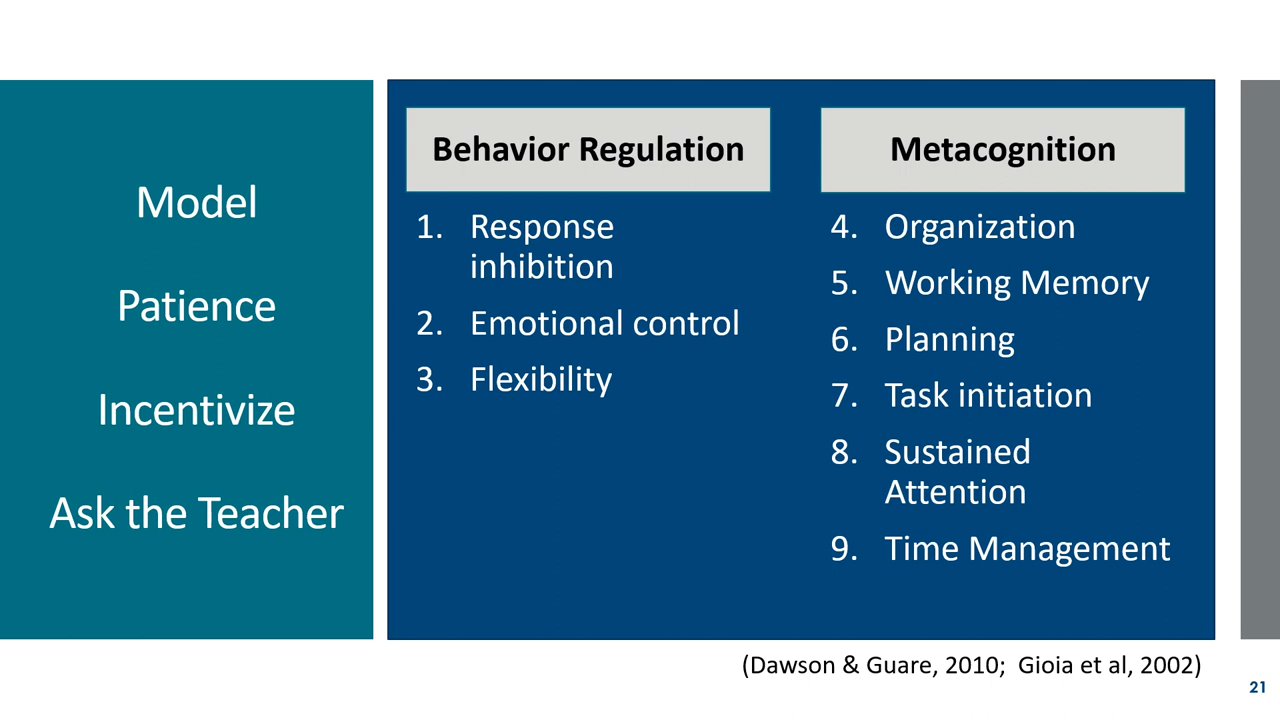 Model
Patience
Incentivize
Ask the Teacher
Behavior Regulation
1. Response
inhibition
2. Emotional control
3. Flexibility
Metacognition
4. Organization
5. Working Memory
6. Planning
7. Task initiation
8. Sustained
Attention
9. Time Management
(Dawson & Guare, 2010;  Gioia et al, 2002)
21